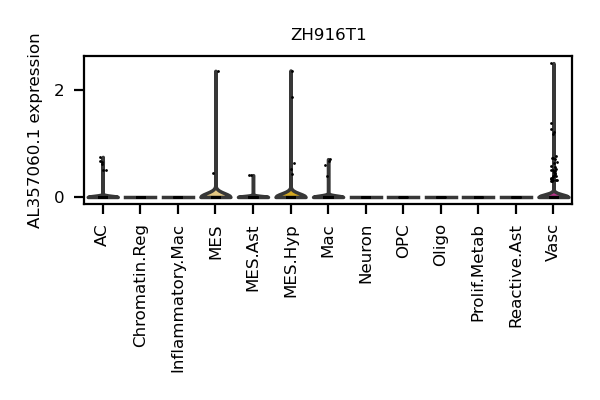 ZH916T1
AL357060.1 expression
2
0
AC
Chromatin.Reg
Inflammatory.Mac
MES
MES.Ast
MES.Hyp
Mac
Neuron
OPC
Oligo
Prolif.Metab
Reactive.Ast
Vasc